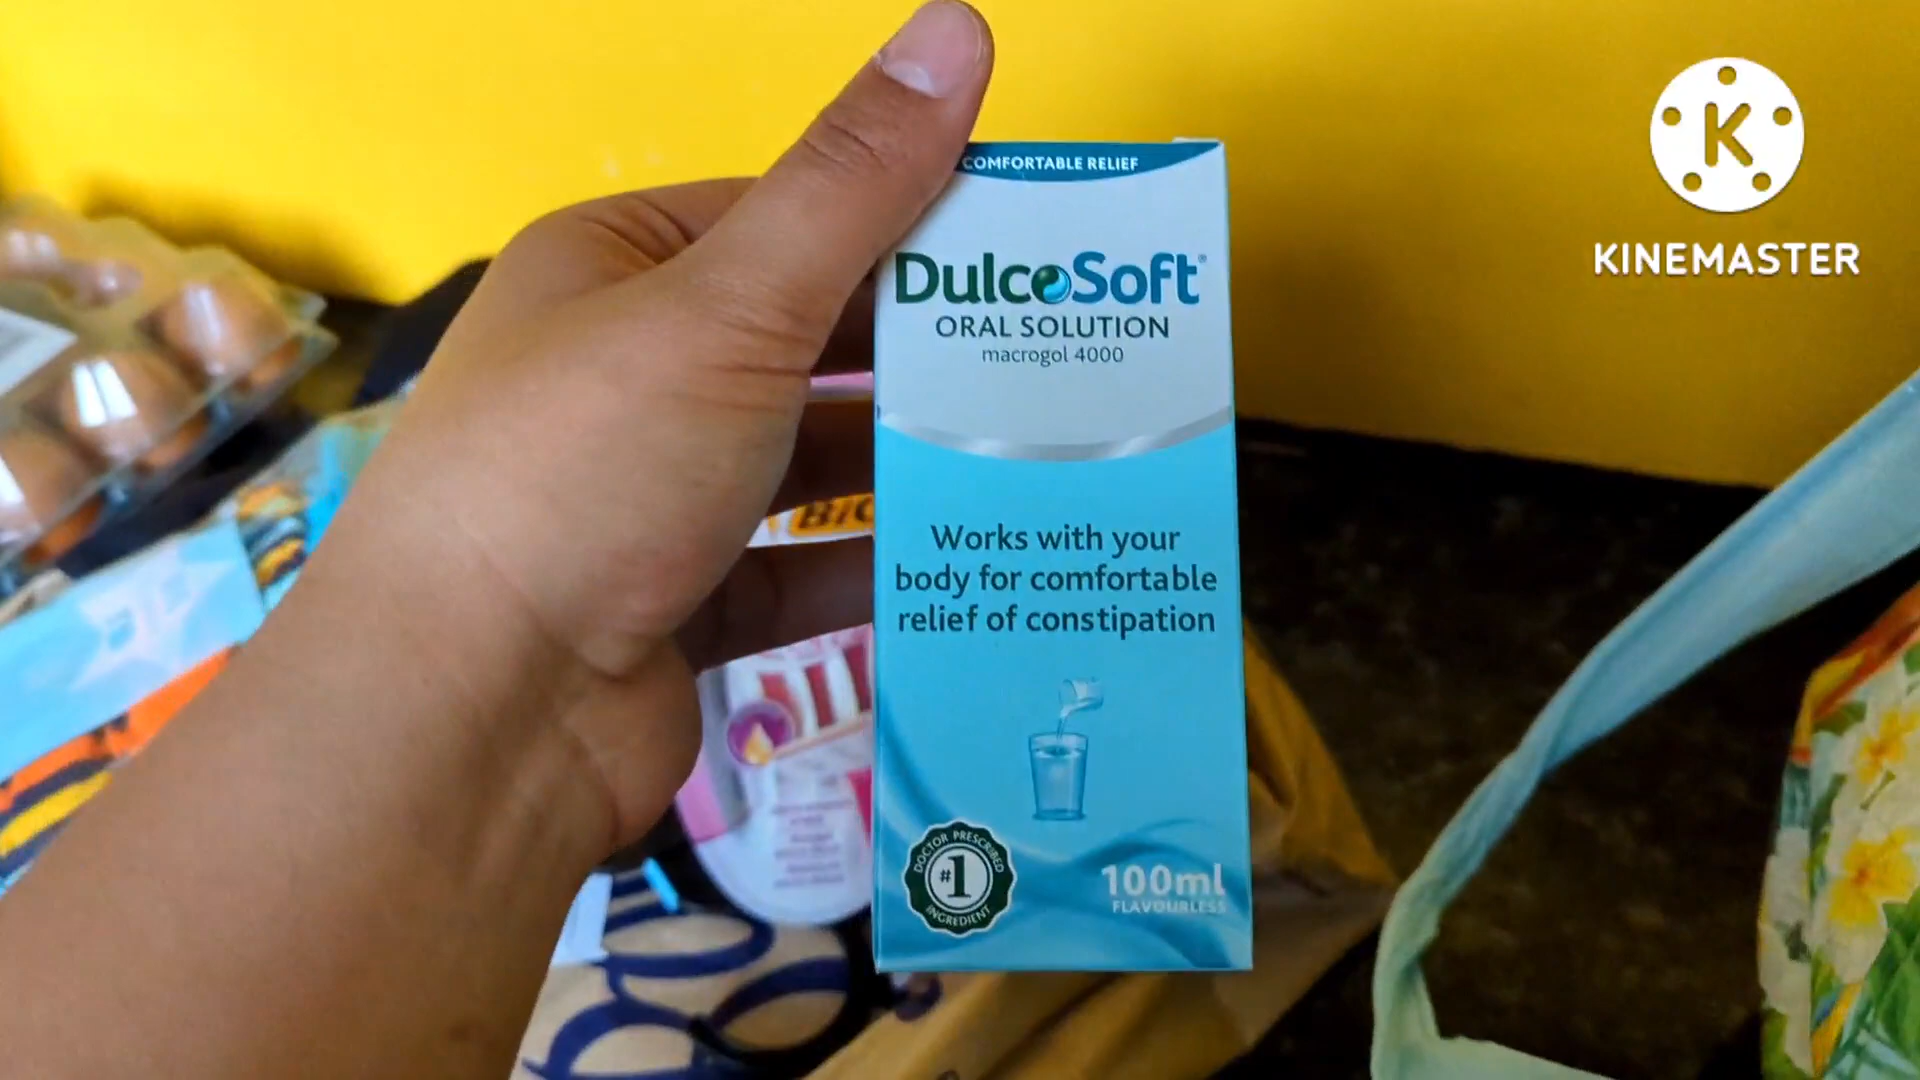 COMFORTABLE RELIEF
DulcoSoft®
ORAL SOLUTION
macrogol 4000
Works with your
body for comfortable
relief of constipation
DOCTOR PRESCRIBED
#1
INGREDIENT
100ml
FLAVOURLESS
BIC
K
KINEMASTER